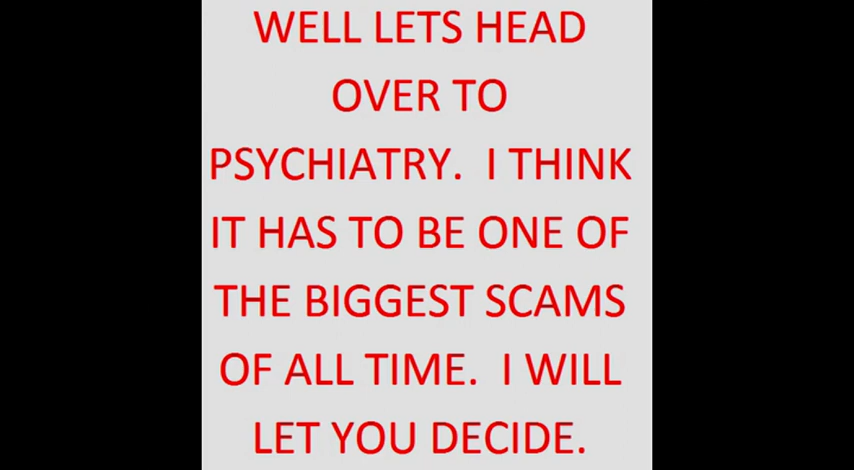 WELL LETS HEAD
OVER TO
PSYCHIATRY.  I THINK
IT HAS TO BE ONE OF
THE BIGGEST SCAMS
OF ALL TIME.  I WILL
LET YOU DECIDE.